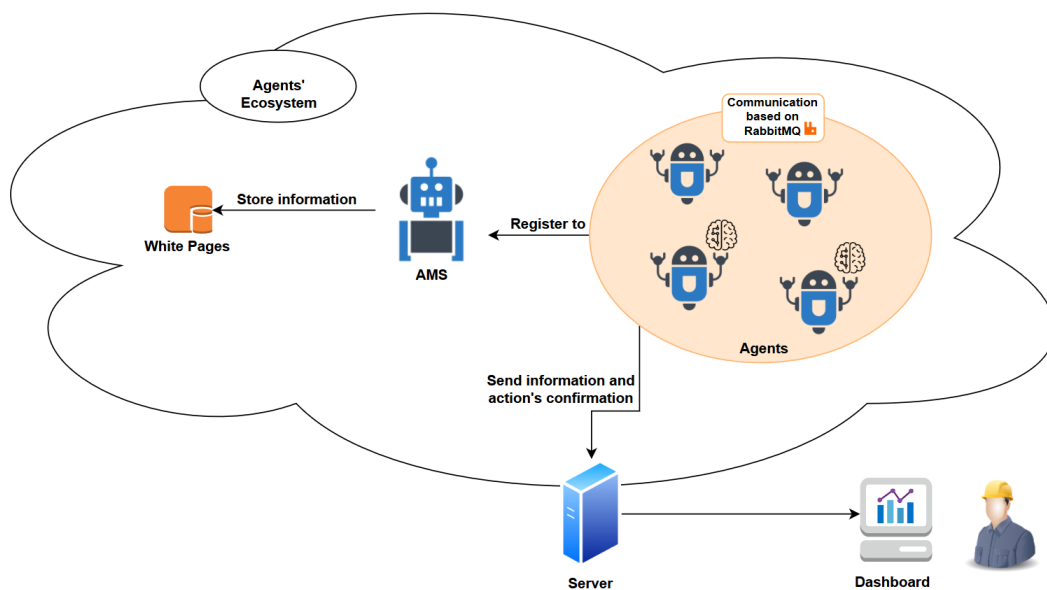 Agents'
Ecosystem
Communication
based on
RabbitMQ
Store information
Register to
White Pages
AMS
Agents
Send information and
action's confirmation
Server
Dashboard